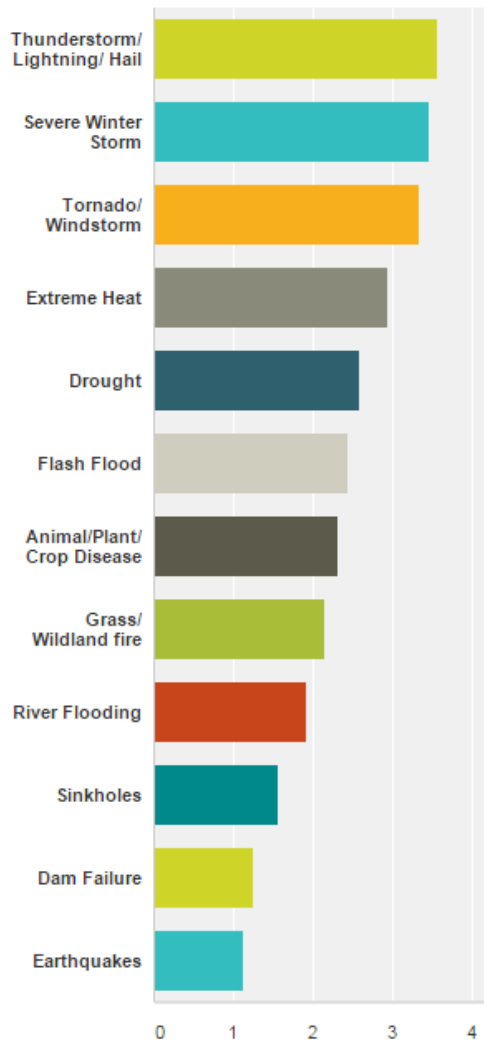 Thunderstorm/
Lightning/ Hail
Severe Winter
Storm
Tornado/
Windstorm
Extreme Heat
Drought
Flash Flood
Animal/Plant/
Crop Disease
Grass/
Wildland fire
River Flooding
Sinkholes
Dam Failure
Earthquakes
0 1 2 3 4